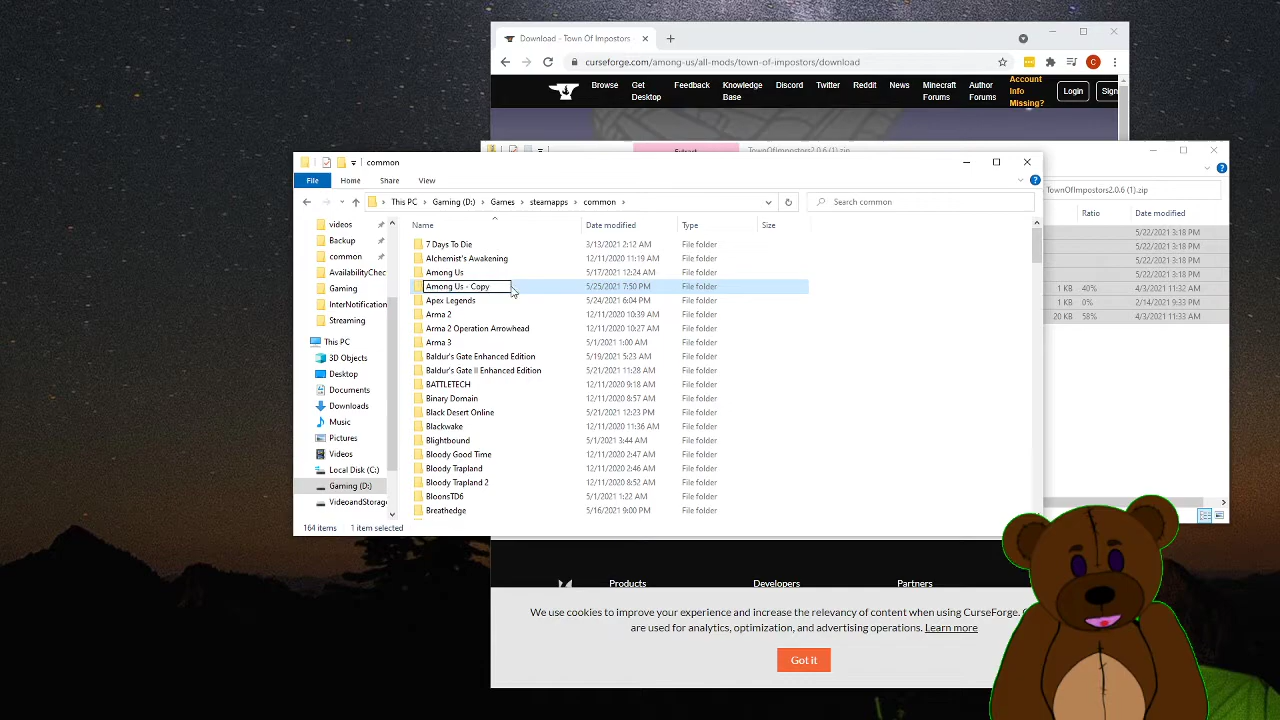 Download - Town Of Impostors -
curseforge.com/among-us/all-mods/town-of-impostors/download
C
Browse
Get Desktop
Feedback
Knowledge Base
Discord
Twitter
Reddit
News
Minecraft Forums
Author Forums
Account Info Missing?
Login
Sign
Extract
TownOfImpostors2.0.6 (1).zip
common
File
Home
Share
View
This PC
Gaming (D:)
Games
steamapps
common
Search common
TownOfImpostors2.0.6 (1).zip
Name
Date modified
Type
Size
Ratio
Date modified
videos
Backup
common
AvailabilityChec
Gaming
InterNotification
Streaming
This PC
3D Objects
Desktop
Documents
Downloads
Music
Pictures
Videos
Local Disk (C:)
Gaming (D:)
VideoandStorage
7 Days To Die 3/13/2021 2:12 AM File folder
Alchemist's Awakening 12/11/2020 11:19 AM File folder
Among Us 5/17/2021 12:24 AM File folder
Among Us - Copy 5/25/2021 7:50 PM File folder
Apex Legends 5/24/2021 6:04 PM File folder
Arma 2 12/11/2020 10:39 AM File folder
Arma 2 Operation Arrowhead 12/11/2020 10:27 AM File folder
Arma 3 5/1/2021 1:00 AM File folder
Baldur's Gate Enhanced Edition 5/19/2021 5:23 AM File folder
Baldur's Gate II Enhanced Edition 5/21/2021 11:28 AM File folder
BATTLETECH 12/11/2020 9:18 AM File folder
Binary Domain 12/11/2020 8:57 AM File folder
Black Desert Online 5/21/2021 12:23 PM File folder
Blackwake 12/11/2020 11:36 AM File folder
Blightbound 5/1/2021 3:44 AM File folder
Bloody Good Time 12/11/2020 2:47 AM File folder
Bloody Trapland 12/11/2020 2:46 AM File folder
Bloody Trapland 2 12/11/2020 8:52 AM File folder
BloonsTD6 5/1/2021 1:22 AM File folder
Breathedge 5/16/2021 9:00 PM File folder
5/22/2021 3:18 PM
5/22/2021 3:18 PM
5/22/2021 3:18 PM
5/22/2021 3:18 PM
1 KB 40% 4/3/2021 11:32 AM
1 KB 0% 2/14/2021 9:33 PM
20 KB 58% 4/3/2021 11:33 AM
164 items
1 item selected
Products
Developers
Partners
We use cookies to improve your experience and increase the relevancy of content when using CurseForge.
are used for analytics, optimization, and advertising operations. Learn more
Got it